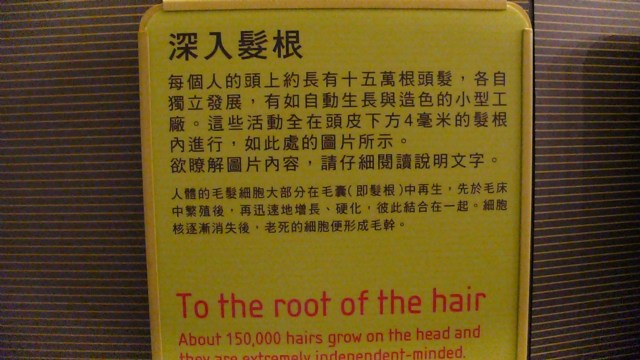 深入髮根
每個人的頭上約長有十五萬根頭髮，各自
獨立發展，有如自動生長與造色的小型工
廠。這些活動全在頭皮下方4毫米的髮根
內進行，如此處的圖片所示。
欲瞭解圖片內容，請仔細閱讀說明文字。
人體的毛髮細胞大部分在毛囊(即髮根)中再生，先於毛床
中繁殖後，再迅速地增長、硬化，彼此結合在一起。細胞
核逐漸消失後，老死的細胞便形成毛幹。
To the root of the hair
About 150,000 hairs grow on the head and
they are extremely independent-minded.